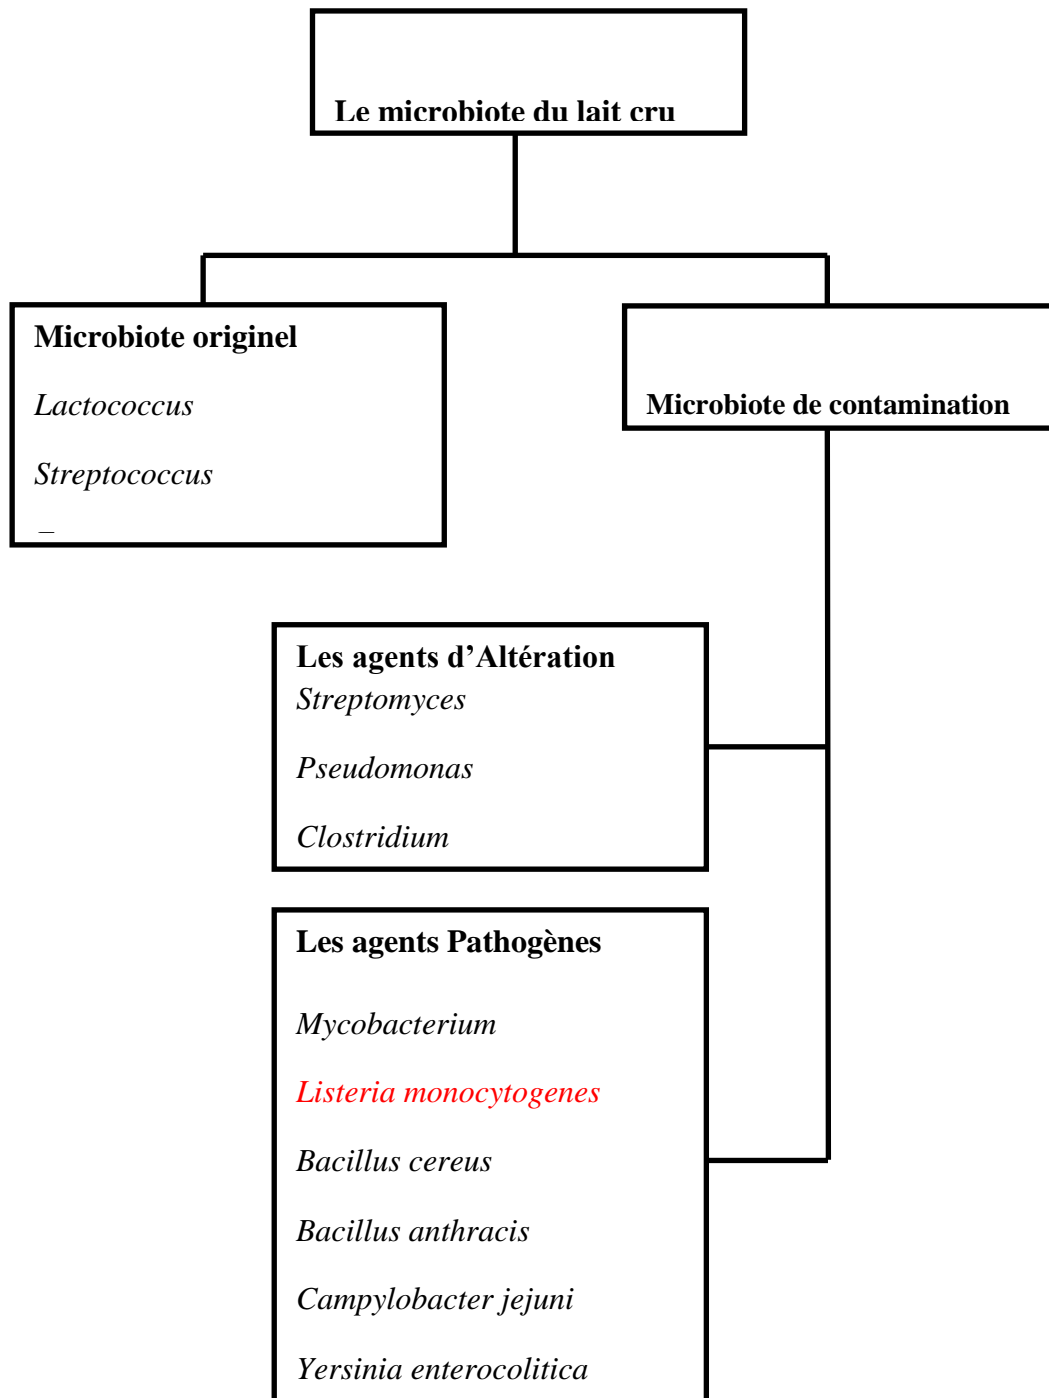 Le microbiote du lait cru
Microbiote originel
Lactococcus
Streptococcus
Microbiote de contamination
Les agents d’Altération
Streptomyces
Pseudomonas
Clostridium
Les agents Pathogènes
Mycobacterium
Listeria monocytogenes
Bacillus cereus
Bacillus anthracis
Campylobacter jejuni
Yersinia enterocolitica